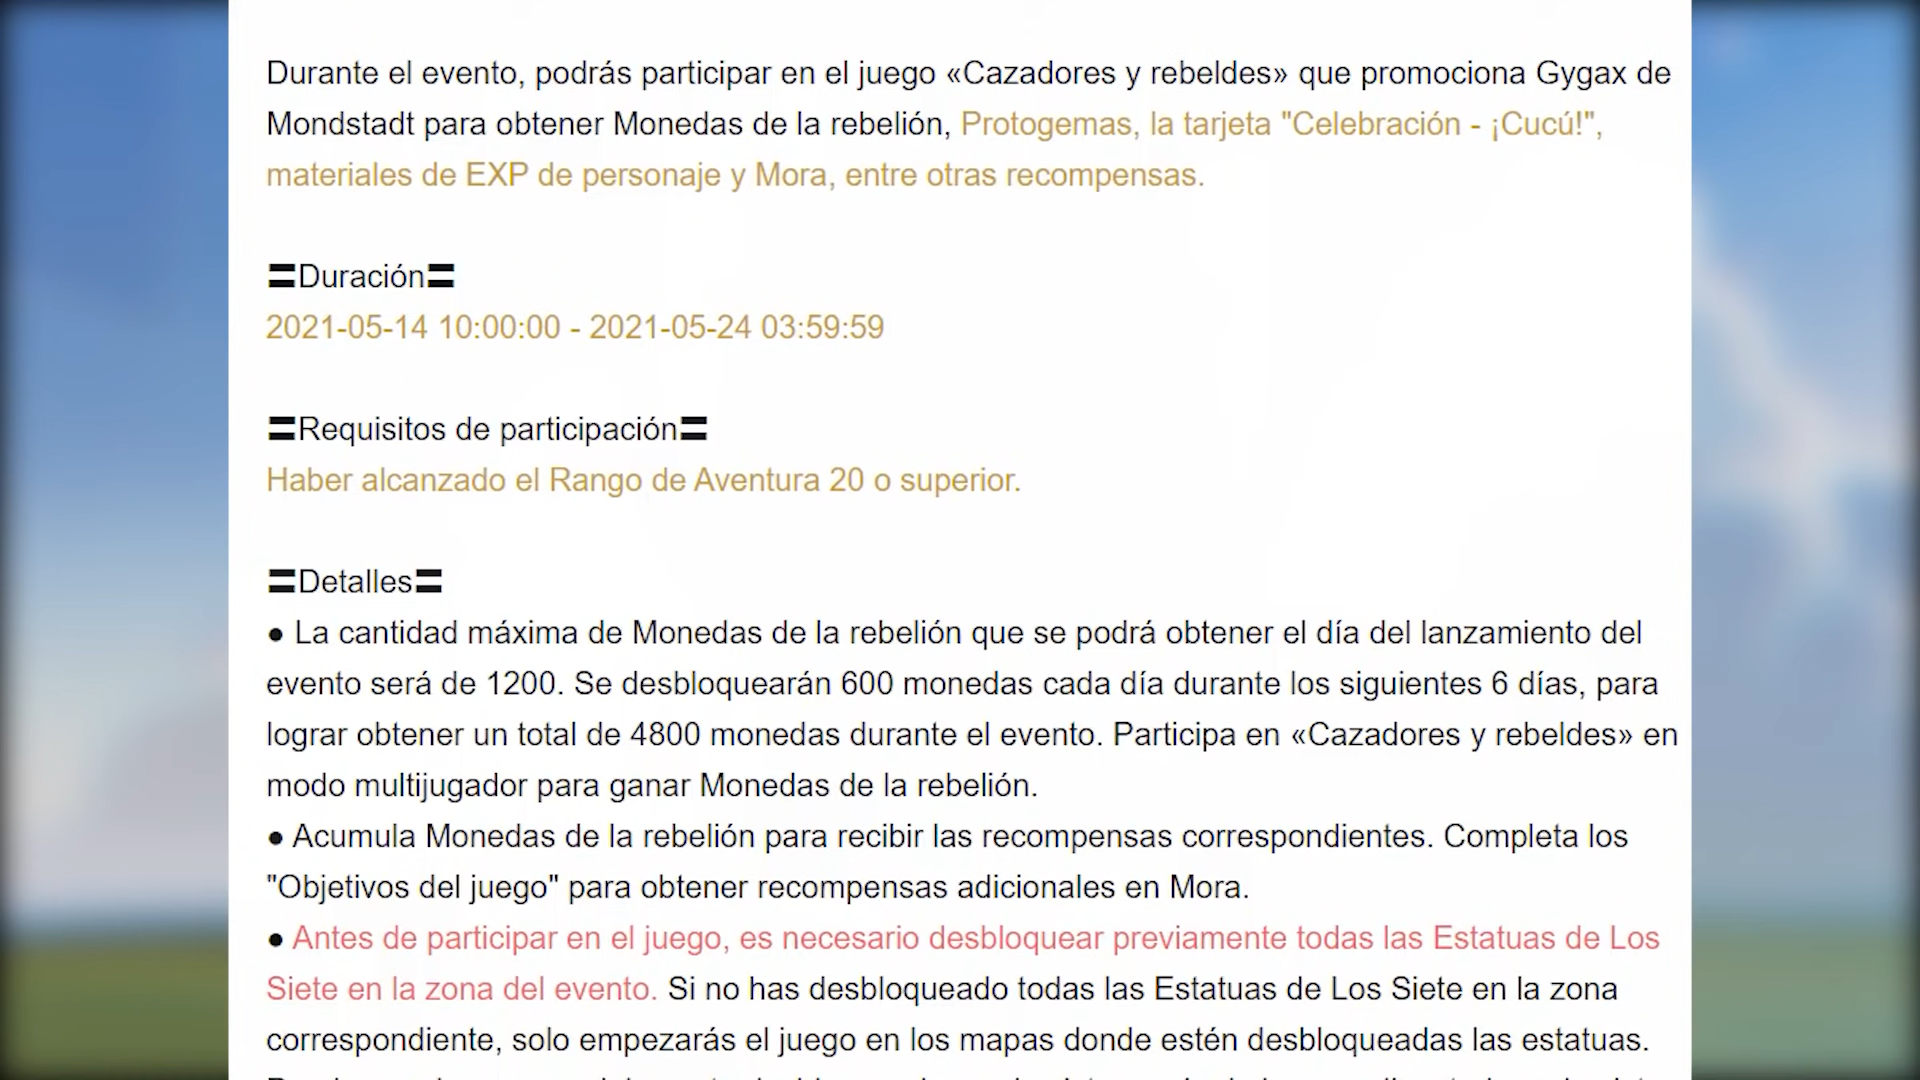 Durante el evento, podrás participar en el juego «Cazadores y rebeldes» que promociona Gygax de
Mondstadt para obtener Monedas de la rebelión, Protogemas, la tarjeta "Celebración - ¡Cucú!",
materiales de EXP de personaje y Mora, entre otras recompensas.
〓Duración〓
2021-05-14 10:00:00 - 2021-05-24 03:59:59
〓Requisitos de participación〓
Haber alcanzado el Rango de Aventura 20 o superior.
〓Detalles〓
● La cantidad máxima de Monedas de la rebelión que se podrá obtener el día del lanzamiento del
evento será de 1200. Se desbloquearán 600 monedas cada día durante los siguientes 6 días, para
lograr obtener un total de 4800 monedas durante el evento. Participa en «Cazadores y rebeldes» en
modo multijugador para ganar Monedas de la rebelión.
● Acumula Monedas de la rebelión para recibir las recompensas correspondientes. Completa los
"Objetivos del juego" para obtener recompensas adicionales en Mora.
● Antes de participar en el juego, es necesario desbloquear previamente todas las Estatuas de Los
Siete en la zona del evento. Si no has desbloqueado todas las Estatuas de Los Siete en la zona
correspondiente, solo empezarás el juego en los mapas donde estén desbloqueadas las estatuas.